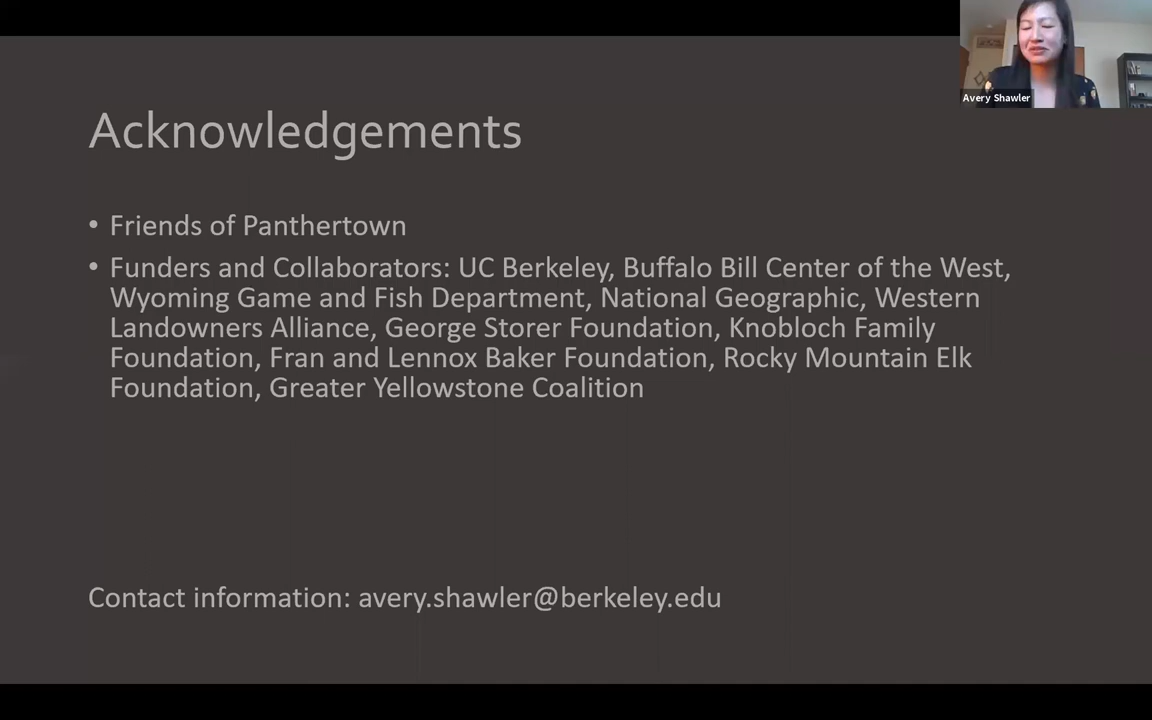 Avery Shawler
Acknowledgements
• Friends of Panthertown
• Funders and Collaborators: UC Berkeley, Buffalo Bill Center of the West,
Wyoming Game and Fish Department, National Geographic, Western
Landowners Alliance, George Storer Foundation, Knobloch Family
Foundation, Fran and Lennox Baker Foundation, Rocky Mountain Elk
Foundation, Greater Yellowstone Coalition
Contact information: avery.shawler@berkeley.edu